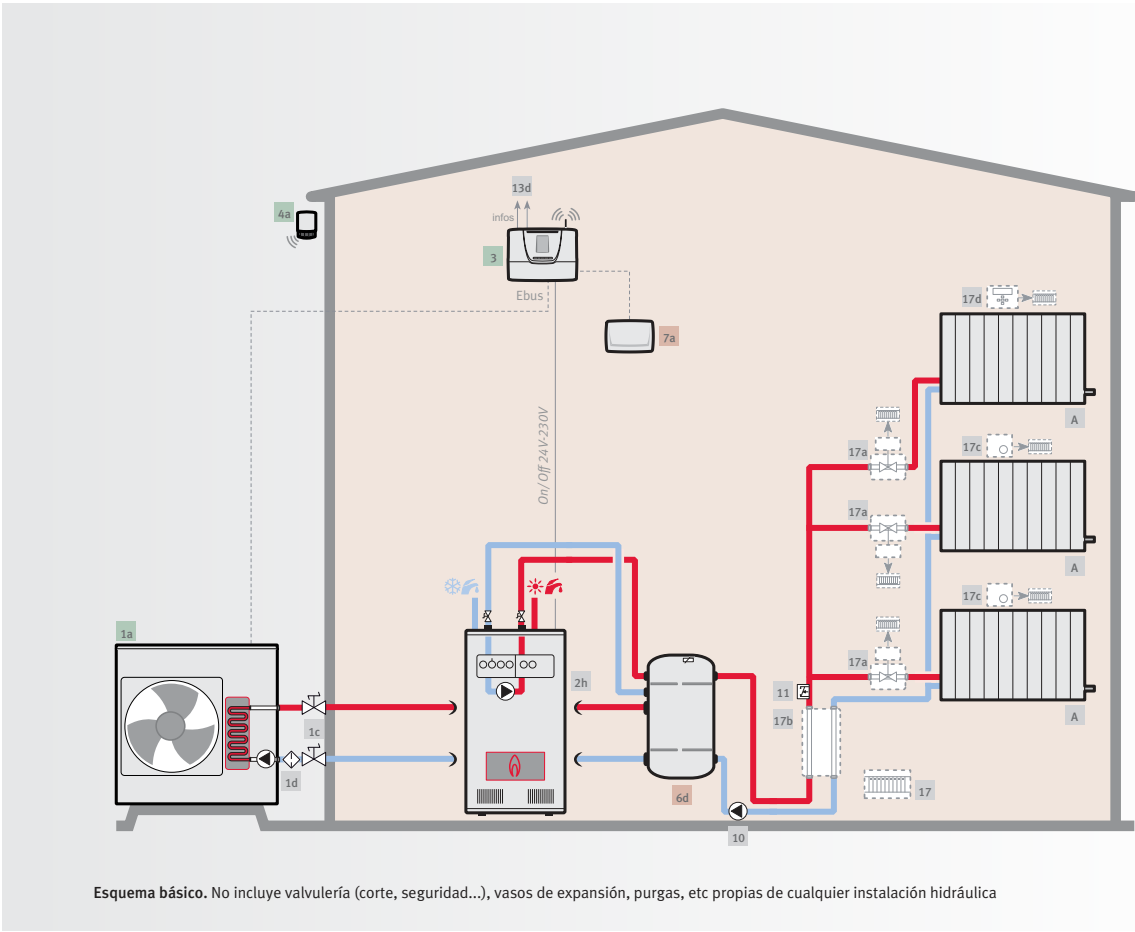 13d
4a
infos
3
Ebus
7a
17d
A
17a
17c
On/Off 24V-230V
17a
A
17c
1a
17a
2h
11
17b
A
1c
1d
6d
17
10
Esquema básico. No incluye valvulería (corte, seguridad...), vasos de expansión, purgas, etc propias de cualquier instalación hidráulica